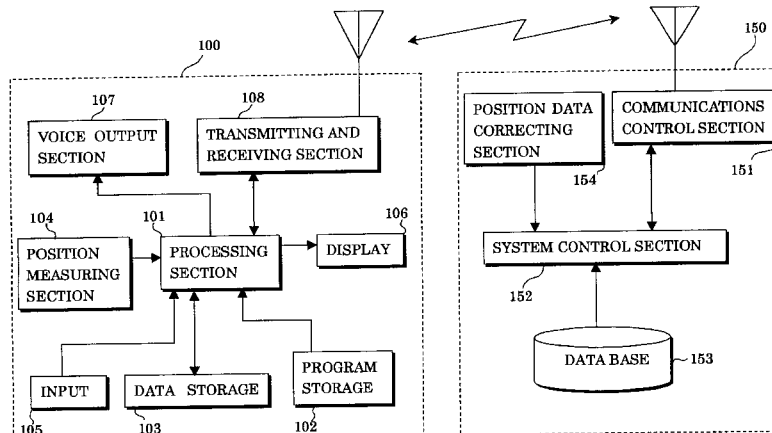 100
150
107
108
VOICE OUTPUT
SECTION
TRANSMITTING AND
RECEIVING SECTION
POSITION DATA
CORRECTING
SECTION
154
COMMUNICATIONS
CONTROL SECTION
151
104
POSITION
MEASURING
SECTION
101
PROCESSING
SECTION
106
DISPLAY
SYSTEM CONTROL SECTION
152
INPUT
105
DATA STORAGE
103
PROGRAM
STORAGE
102
DATA BASE
153